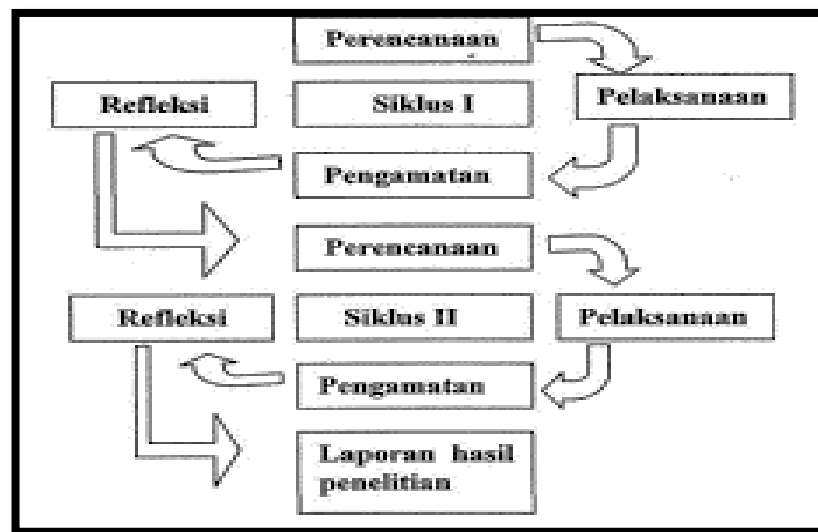 Perencanaan
Refleksi
Siklus I
Pelaksanaan
Pengamatan
Perencanaan
Refleksi
Siklus II
Pelaksanaan
Pengamatan
Laporan hasil
penelitian